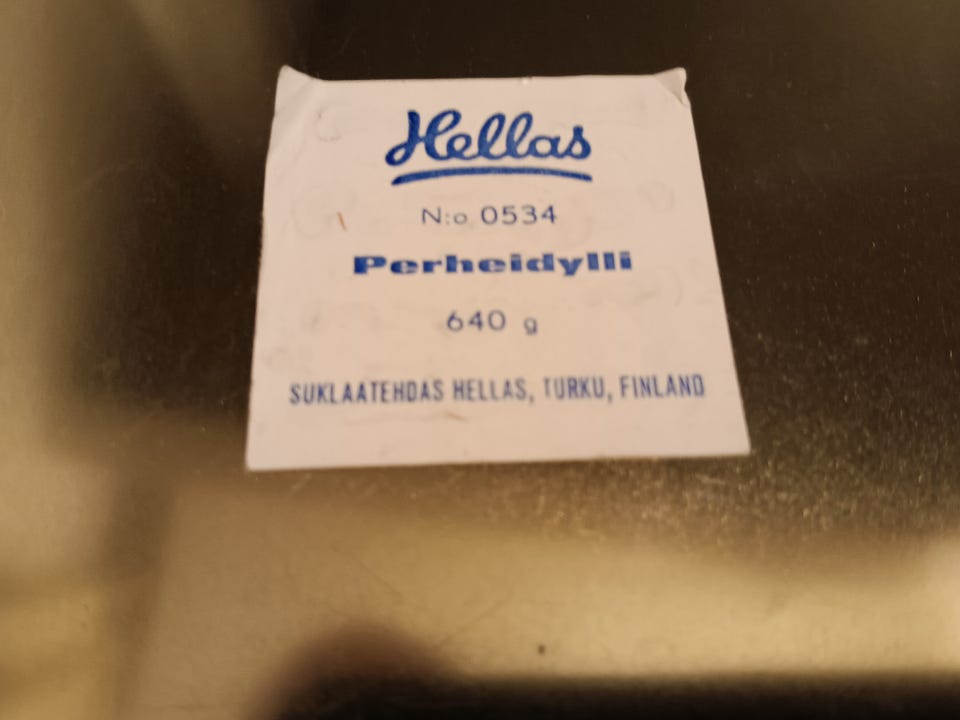 Hellas
N:o 0534
Perheidylli
640 g
SUKLAATEHDAS HELLAS, TURKU, FINLAND